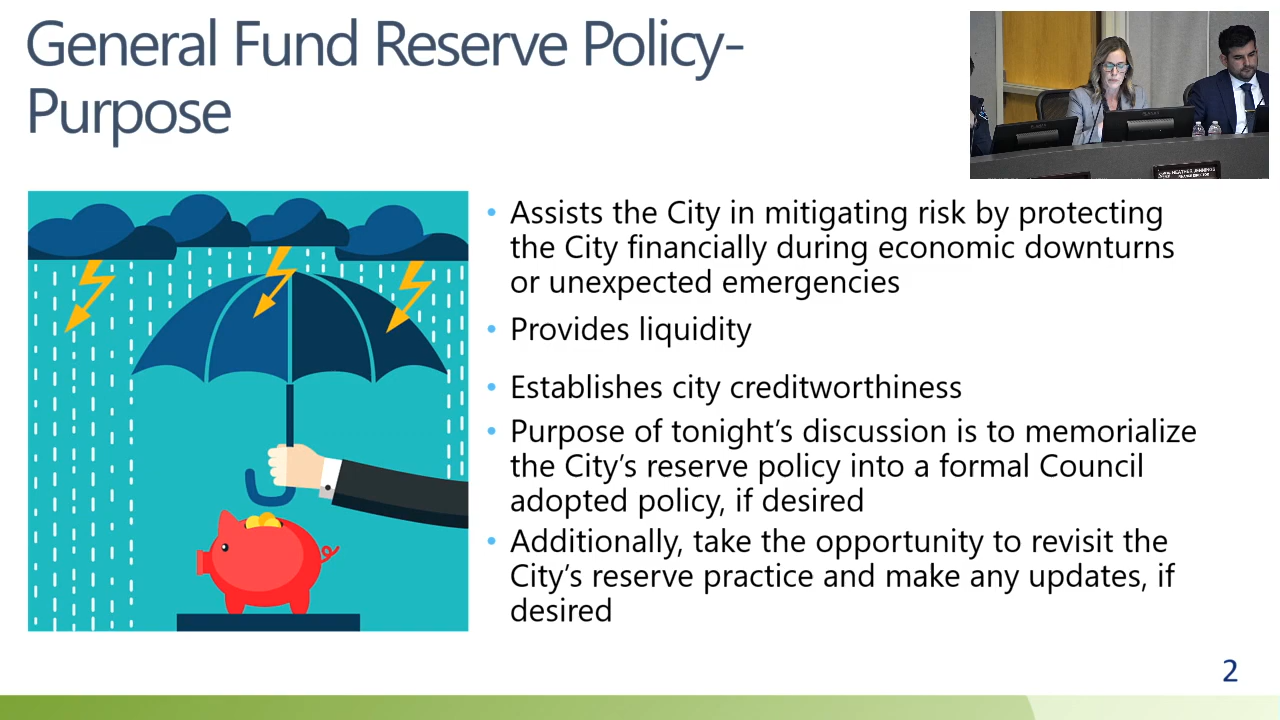 General Fund Reserve Policy-
Purpose
HEATHER JENNINGS
• Assists the City in mitigating risk by protecting
the City financially during economic downturns
or unexpected emergencies
• Provides liquidity
• Establishes city creditworthiness
• Purpose of tonight’s discussion is to memorialize
the City’s reserve policy into a formal Council
adopted policy, if desired
• Additionally, take the opportunity to revisit the
City’s reserve practice and make any updates, if
desired
2